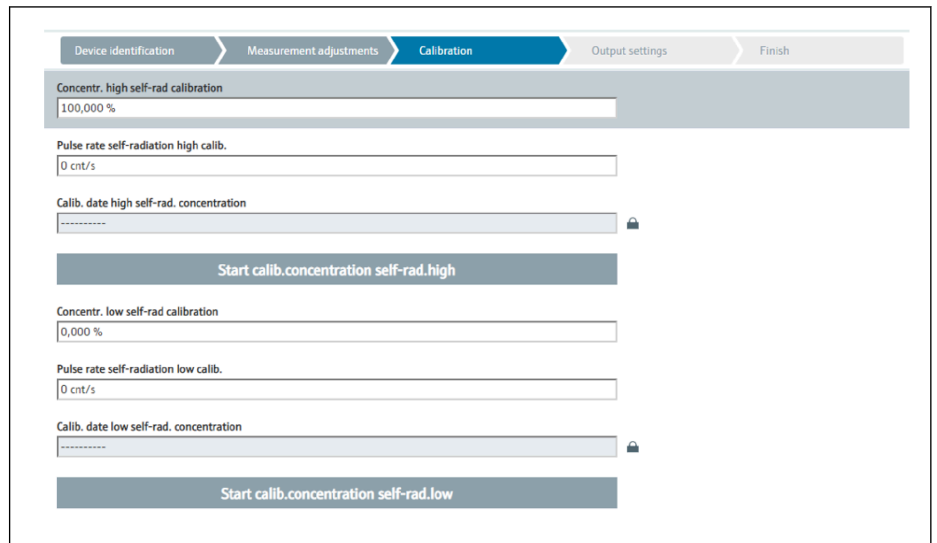 Device identification
Measurement adjustments
Calibration
Output settings
Finish
Concentr. high self-rad calibration
100,000 %
Pulse rate self-radiation high calib.
0 cnt/s
Calib. date high self-rad. concentration
----------
Start calib.concentration self-rad.high
Concentr. low self-rad calibration
0,000 %
Pulse rate self-radiation low calib.
0 cnt/s
Calib. date low self-rad. concentration
----------
Start calib.concentration self-rad.low